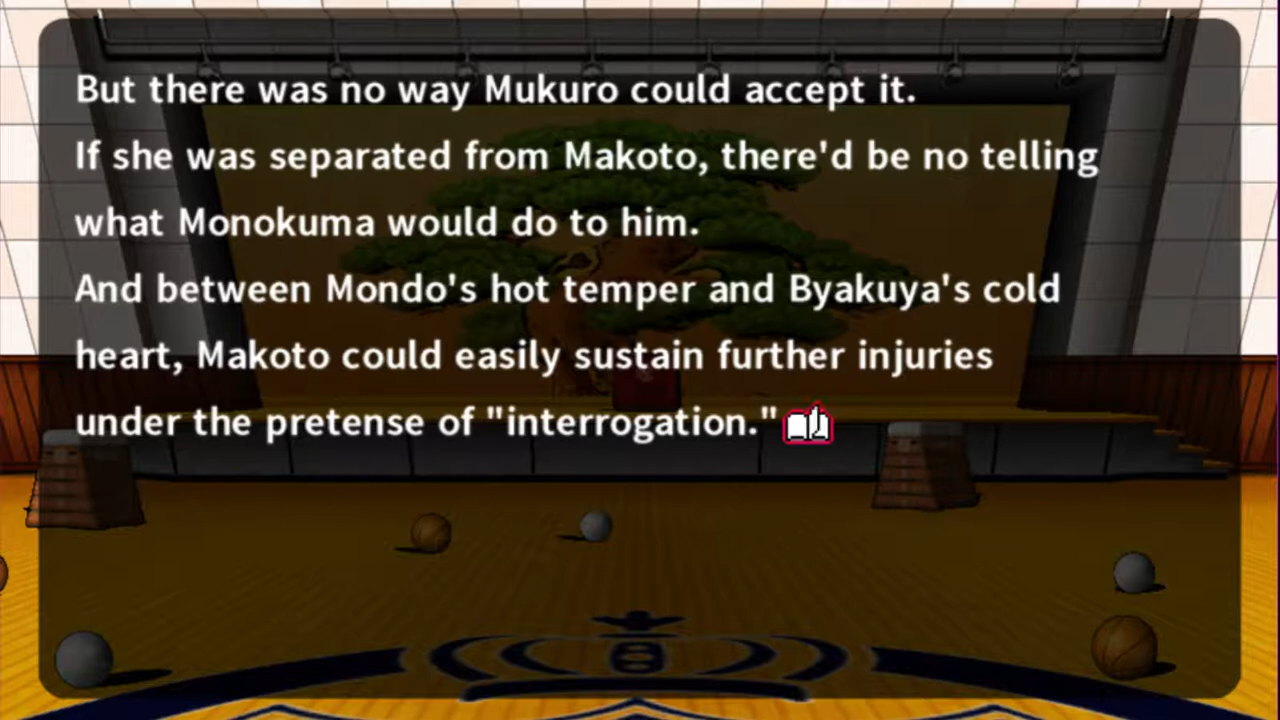 But there was no way Mukuro could accept it.
If she was separated from Makoto, there'd be no telling
what Monokuma would do to him.
And between Mondo's hot temper and Byakuya's cold
heart, Makoto could easily sustain further injuries
under the pretense of "interrogation."